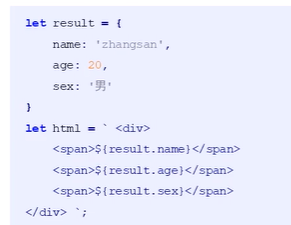 let result = {
    name: 'zhangsan',
    age: 20,
    sex: '男'
}
let html = ` <div>
    <span>${result.name}</span>
    <span>${result.age}</span>
    <span>${result.sex}</span>
</div> `;